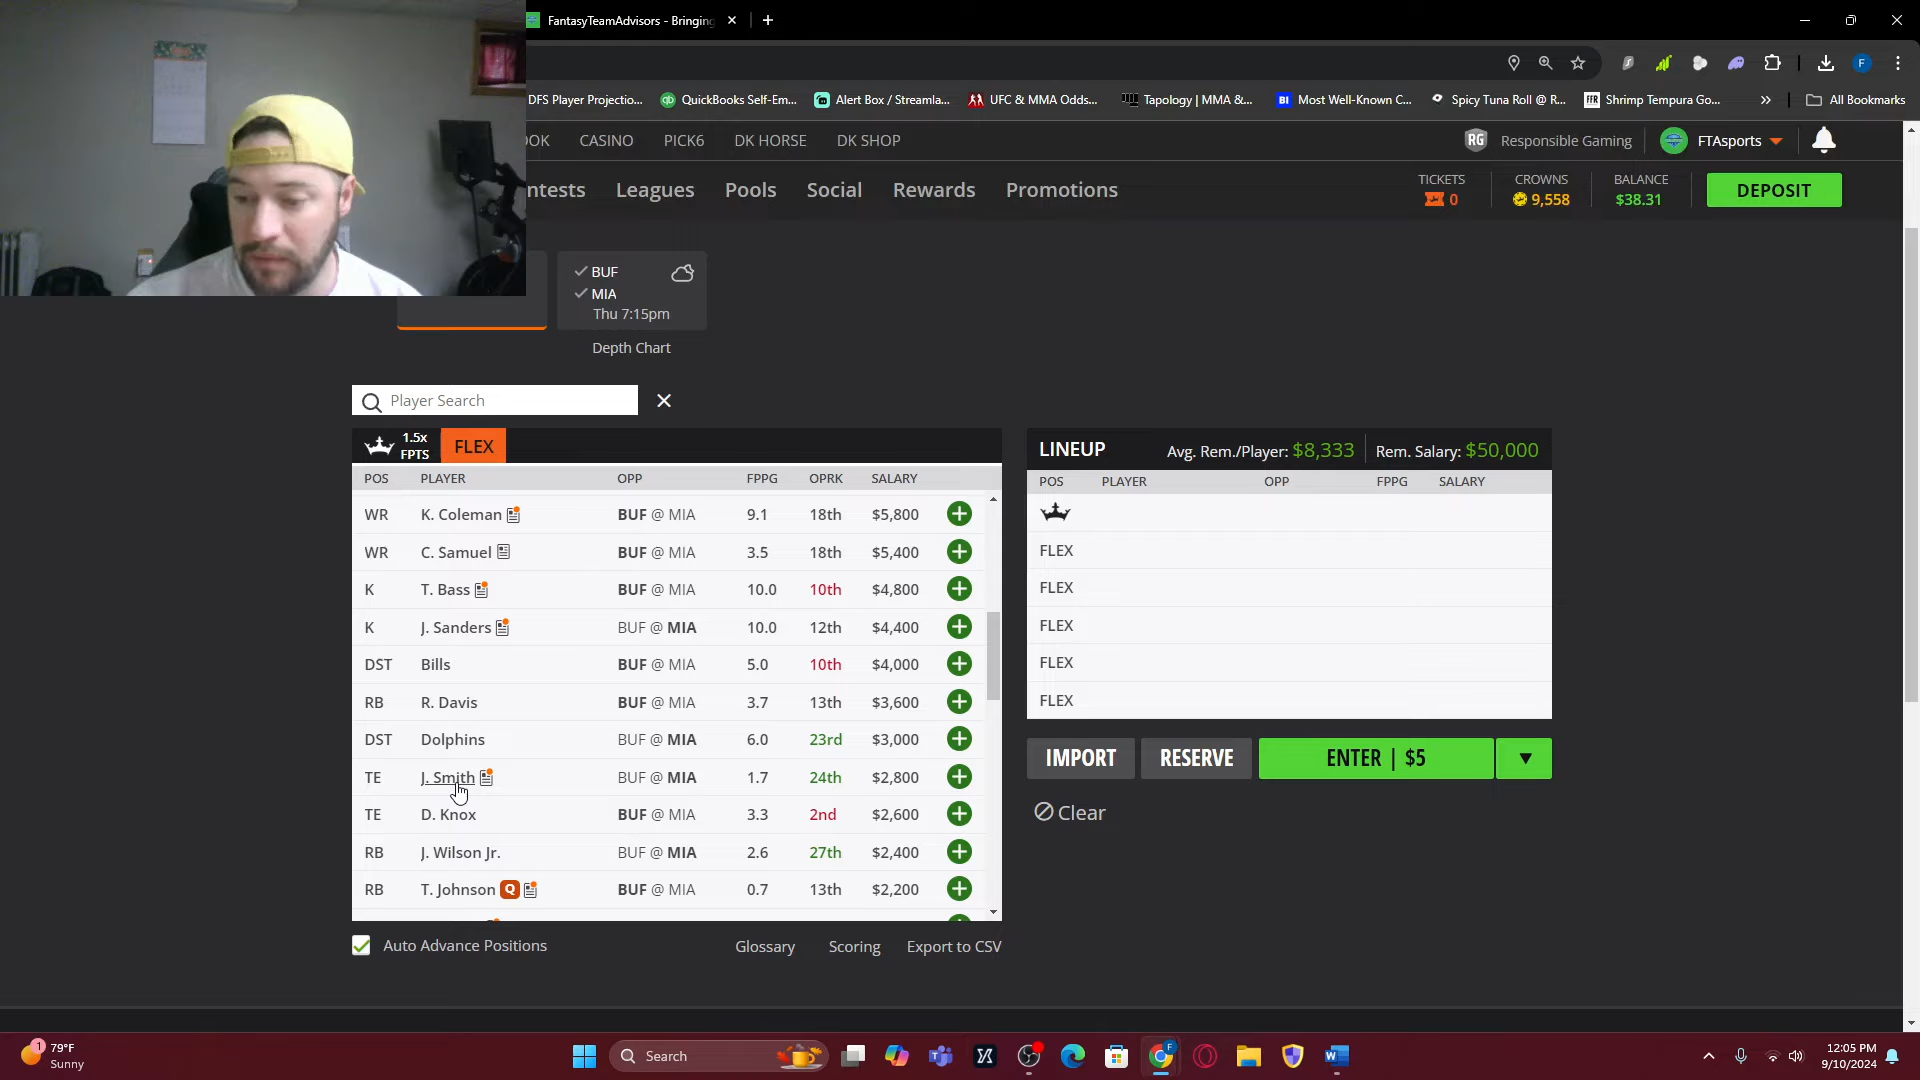 FantasyTeamAdvisors - Bringing
DFS Player Projectio...
QuickBooks Self-Em...
Alert Box / Streamla...
UFC & MMA Odds...
Tapology | MMA &...
BI Most Well-Known C...
Spicy Tuna Roll @ R...
FFR Shrimp Tempura Go...
» All Bookmarks
OOK CASINO PICK6 DK HORSE DK SHOP
RG Responsible Gaming FTAsports
ntests Leagues Pools Social Rewards Promotions
TICKETS CROWNS BALANCE
0 9,558 $38.31
DEPOSIT
BUF
MIA
Thu 7:15pm
Depth Chart
Player Search
1.5x
FPTS
FLEX
POS PLAYER OPP FPPG OPRK SALARY
WR K. Coleman BUF @ MIA 9.1 18th $5,800
WR C. Samuel BUF @ MIA 3.5 18th $5,400
K T. Bass BUF @ MIA 10.0 10th $4,800
K J. Sanders BUF @ MIA 10.0 12th $4,400
DST Bills BUF @ MIA 5.0 10th $4,000
RB R. Davis BUF @ MIA 3.7 13th $3,600
DST Dolphins BUF @ MIA 6.0 23rd $3,000
TE J. Smith BUF @ MIA 1.7 24th $2,800
TE D. Knox BUF @ MIA 3.3 2nd $2,600
RB J. Wilson Jr. BUF @ MIA 2.6 27th $2,400
RB T. Johnson Q BUF @ MIA 0.7 13th $2,200
Auto Advance Positions
Glossary Scoring Export to CSV
LINEUP Avg. Rem./Player: $8,333 Rem. Salary: $50,000
POS PLAYER OPP FPPG SALARY
FLEX
FLEX
FLEX
FLEX
FLEX
IMPORT RESERVE ENTER | $5
Clear
1
79°F
Sunny
Search
12:05 PM
9/10/2024